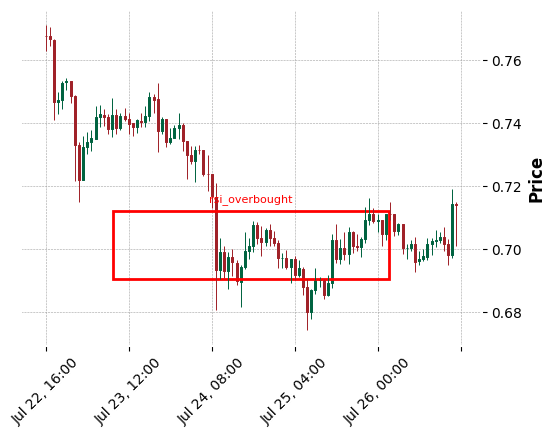 0.76
0.74
0.72
0.70
0.68
Price
rsi_overbought
Jul 22, 16:00
Jul 23, 12:00
Jul 24, 08:00
Jul 25, 04:00
Jul 26, 00:00